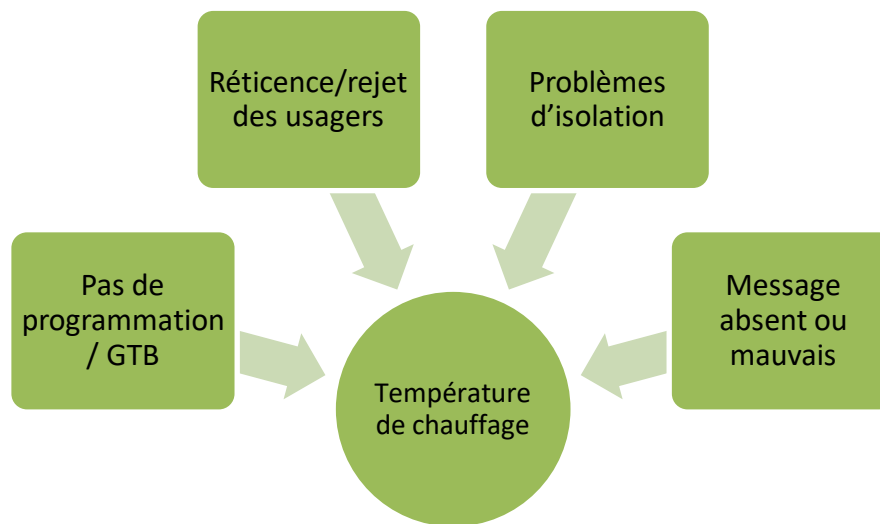 Réticence/rejet
des usagers
Problèmes
d’isolation
Pas de
programmation
/ GTB
Message
absent ou
mauvais
Température
de chauffage